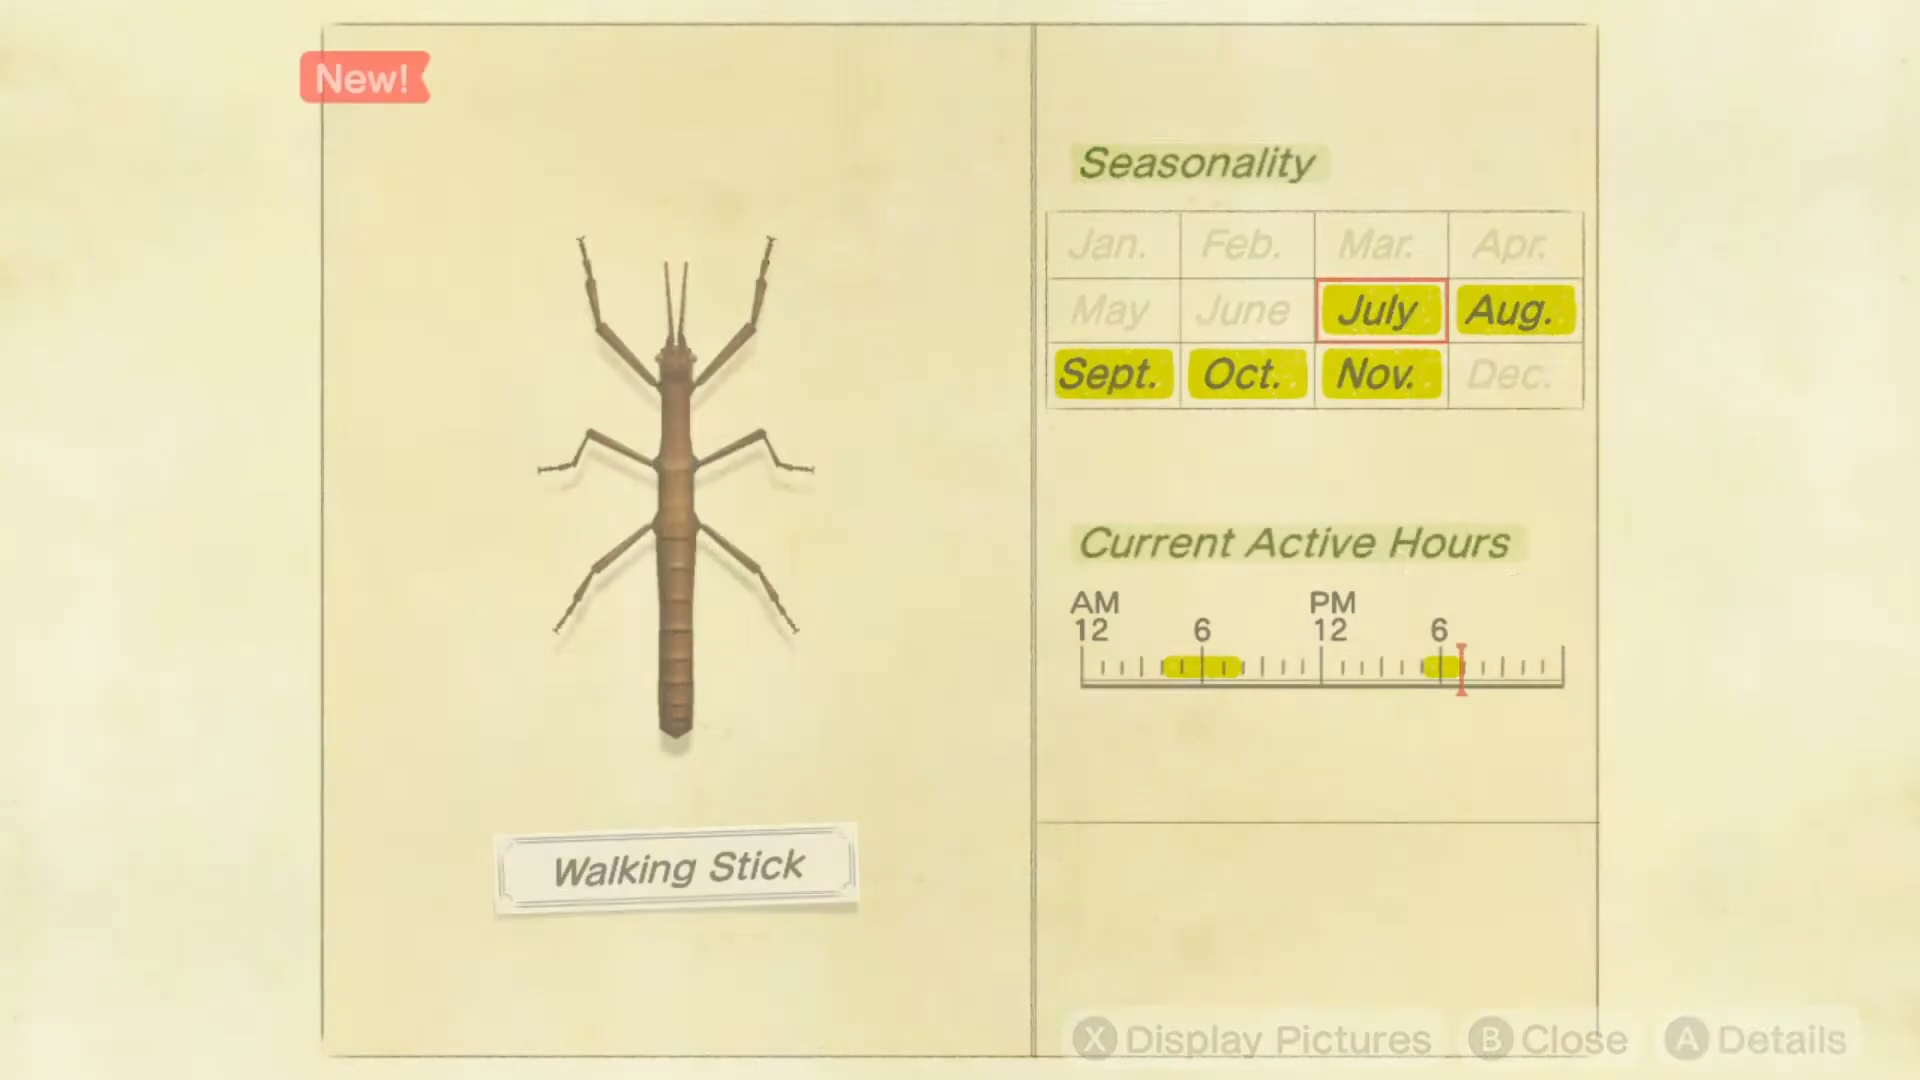 New!
Seasonality
Jan. Feb. Mar. Apr.
May June July Aug.
Sept. Oct. Nov. Dec.
Current Active Hours
AM PM
12 6 12 6
Walking Stick
X Display Pictures B Close A Details